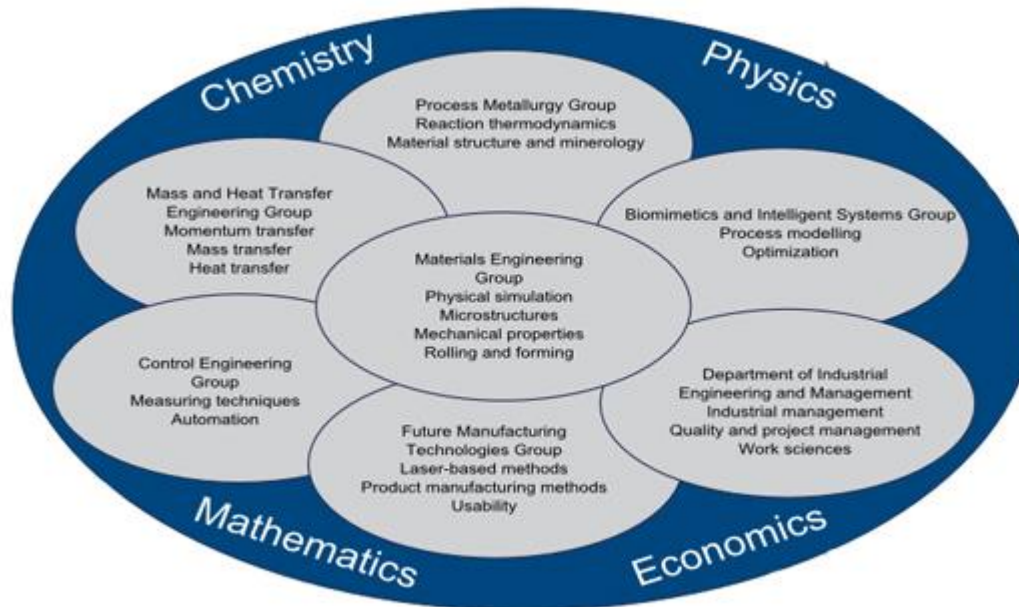 Chemistry
Physics
Process Metallurgy Group
Reaction thermodynamics
Material structure and minerology
Mass and Heat Transfer
Engineering Group
Momentum transfer
Mass transfer
Heat transfer
Biomimetics and Intelligent Systems Group
Process modelling
Optimization
Materials Engineering
Group
Physical simulation
Microstructures
Mechanical properties
Rolling and forming
Control Engineering
Group
Measuring techniques
Automation
Department of Industrial
Engineering and Management
Industrial management
Quality and project management
Work sciences
Future Manufacturing
Technologies Group
Laser-based methods
Product manufacturing methods
Usability
Mathematics
Economics